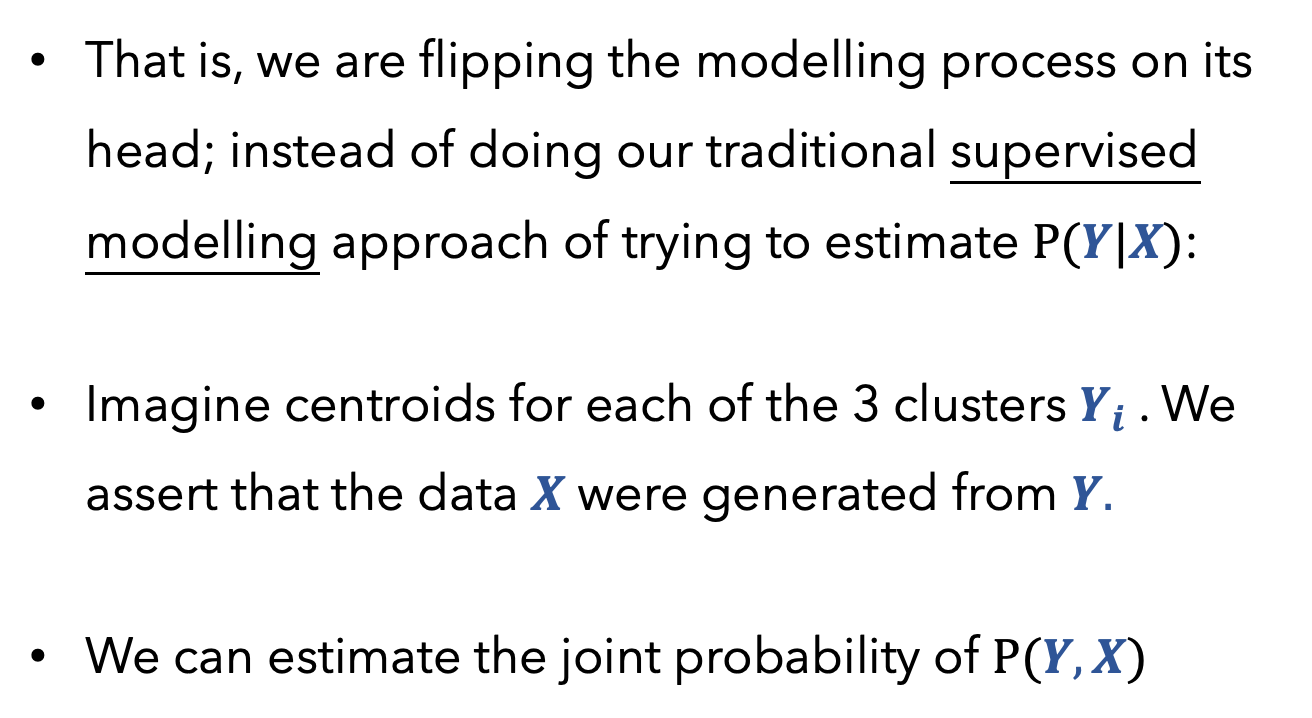 • That is, we are flipping the modelling process on its
head; instead of doing our traditional supervised
modelling approach of trying to estimate P(Y|X):
• Imagine centroids for each of the 3 clusters Yᵢ . We
assert that the data X were generated from Y.
• We can estimate the joint probability of P(Y, X)